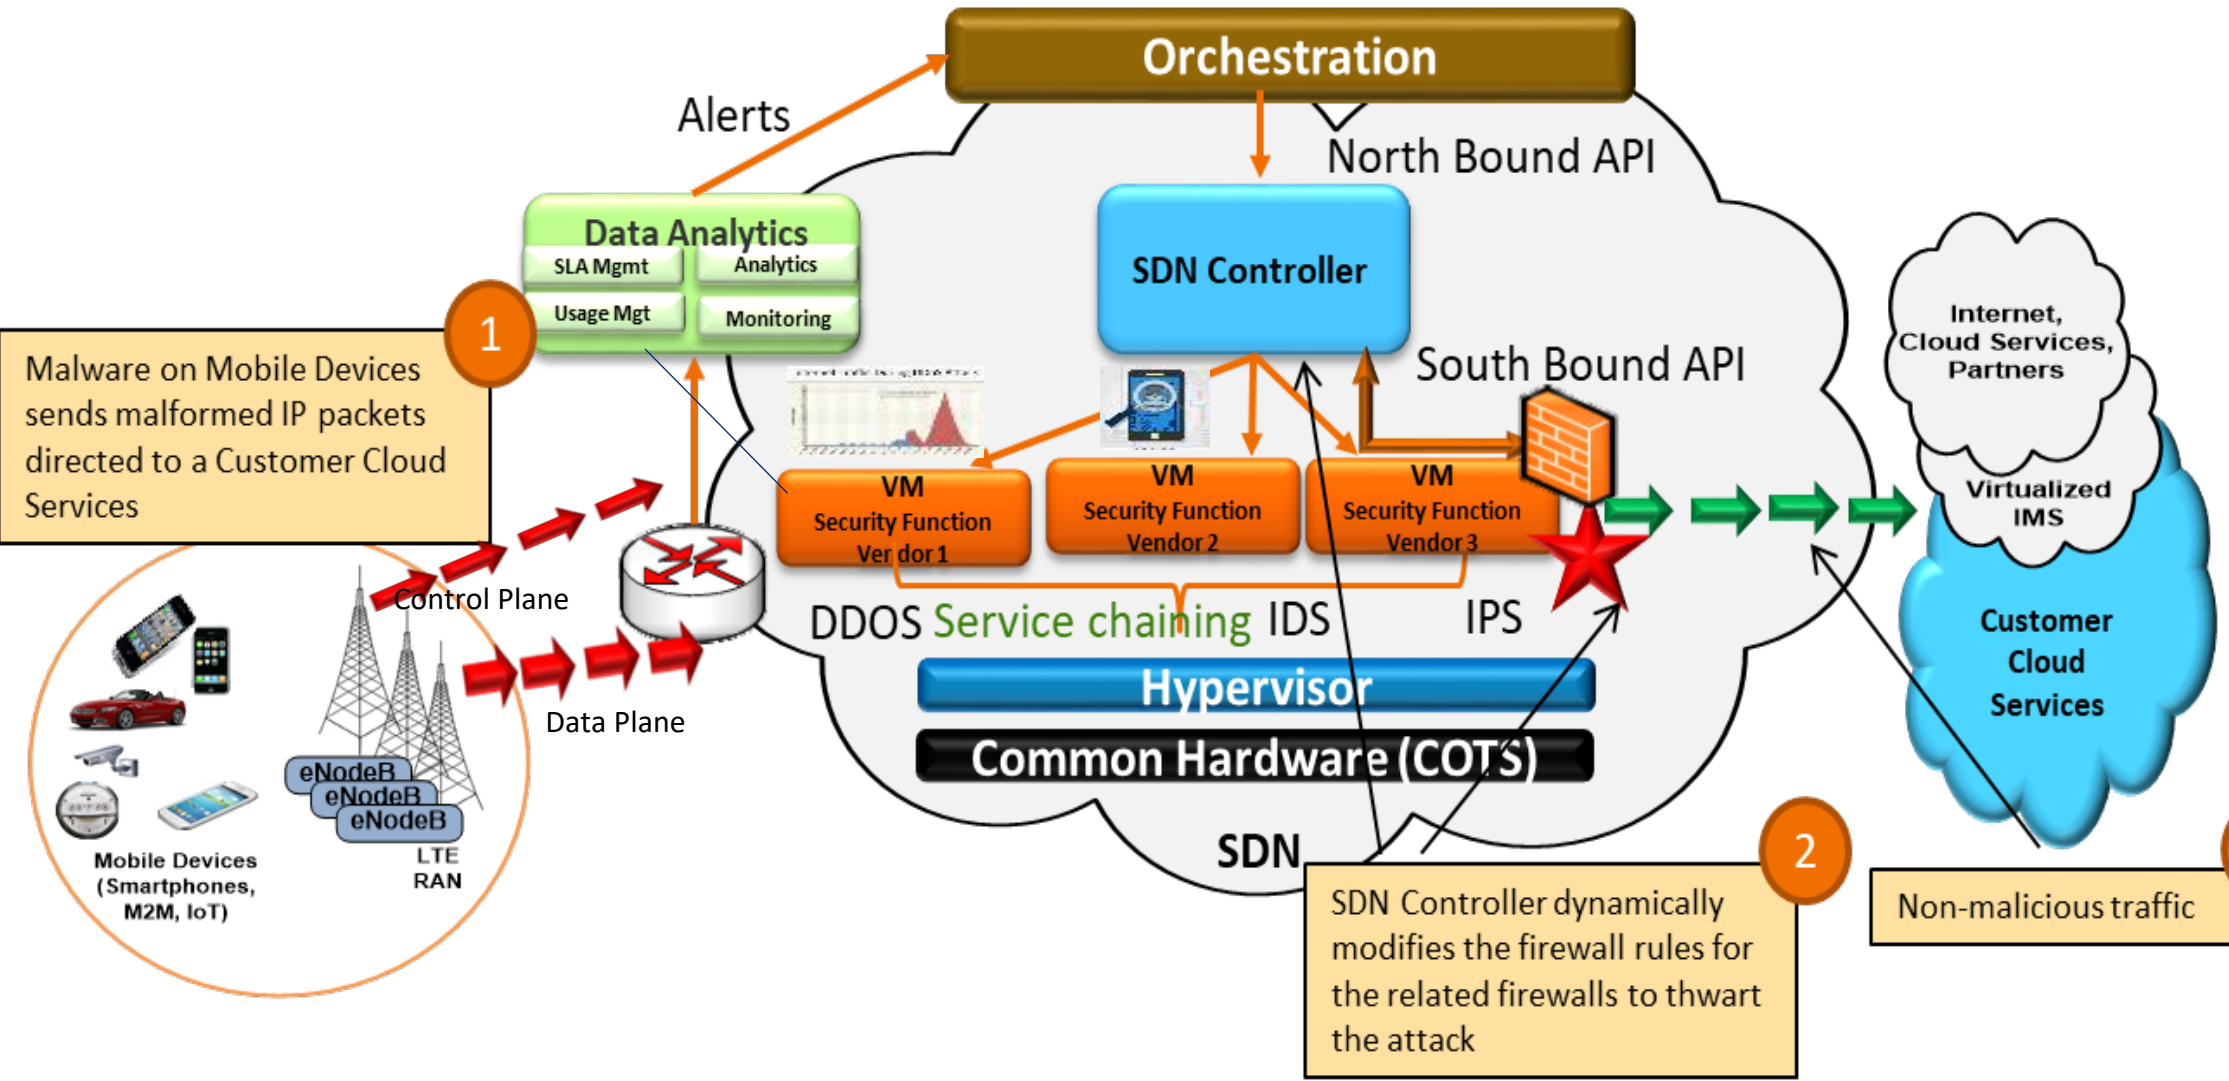 Orchestration
Alerts
North Bound API
Data Analytics
SLA Mgmt
Analytics
Usage Mgt
Monitoring
SDN Controller
South Bound API
1
Malware on Mobile Devices
sends malformed IP packets
directed to a Customer Cloud
Services
Internet,
Cloud Services,
Partners
Virtualized
IMS
Customer
Cloud
Services
VM
Security Function
Vendor 1
VM
Security Function
Vendor 2
VM
Security Function
Vendor 3
Control Plane
Data Plane
DDOS
Service chaining
IDS
IPS
Hypervisor
Common Hardware (COTS)
SDN
eNodeB
eNodeB
eNodeB
LTE
RAN
Mobile Devices
(Smartphones,
M2M, IoT)
2
SDN Controller dynamically
modifies the firewall rules for
the related firewalls to thwart
the attack
Non-malicious traffic